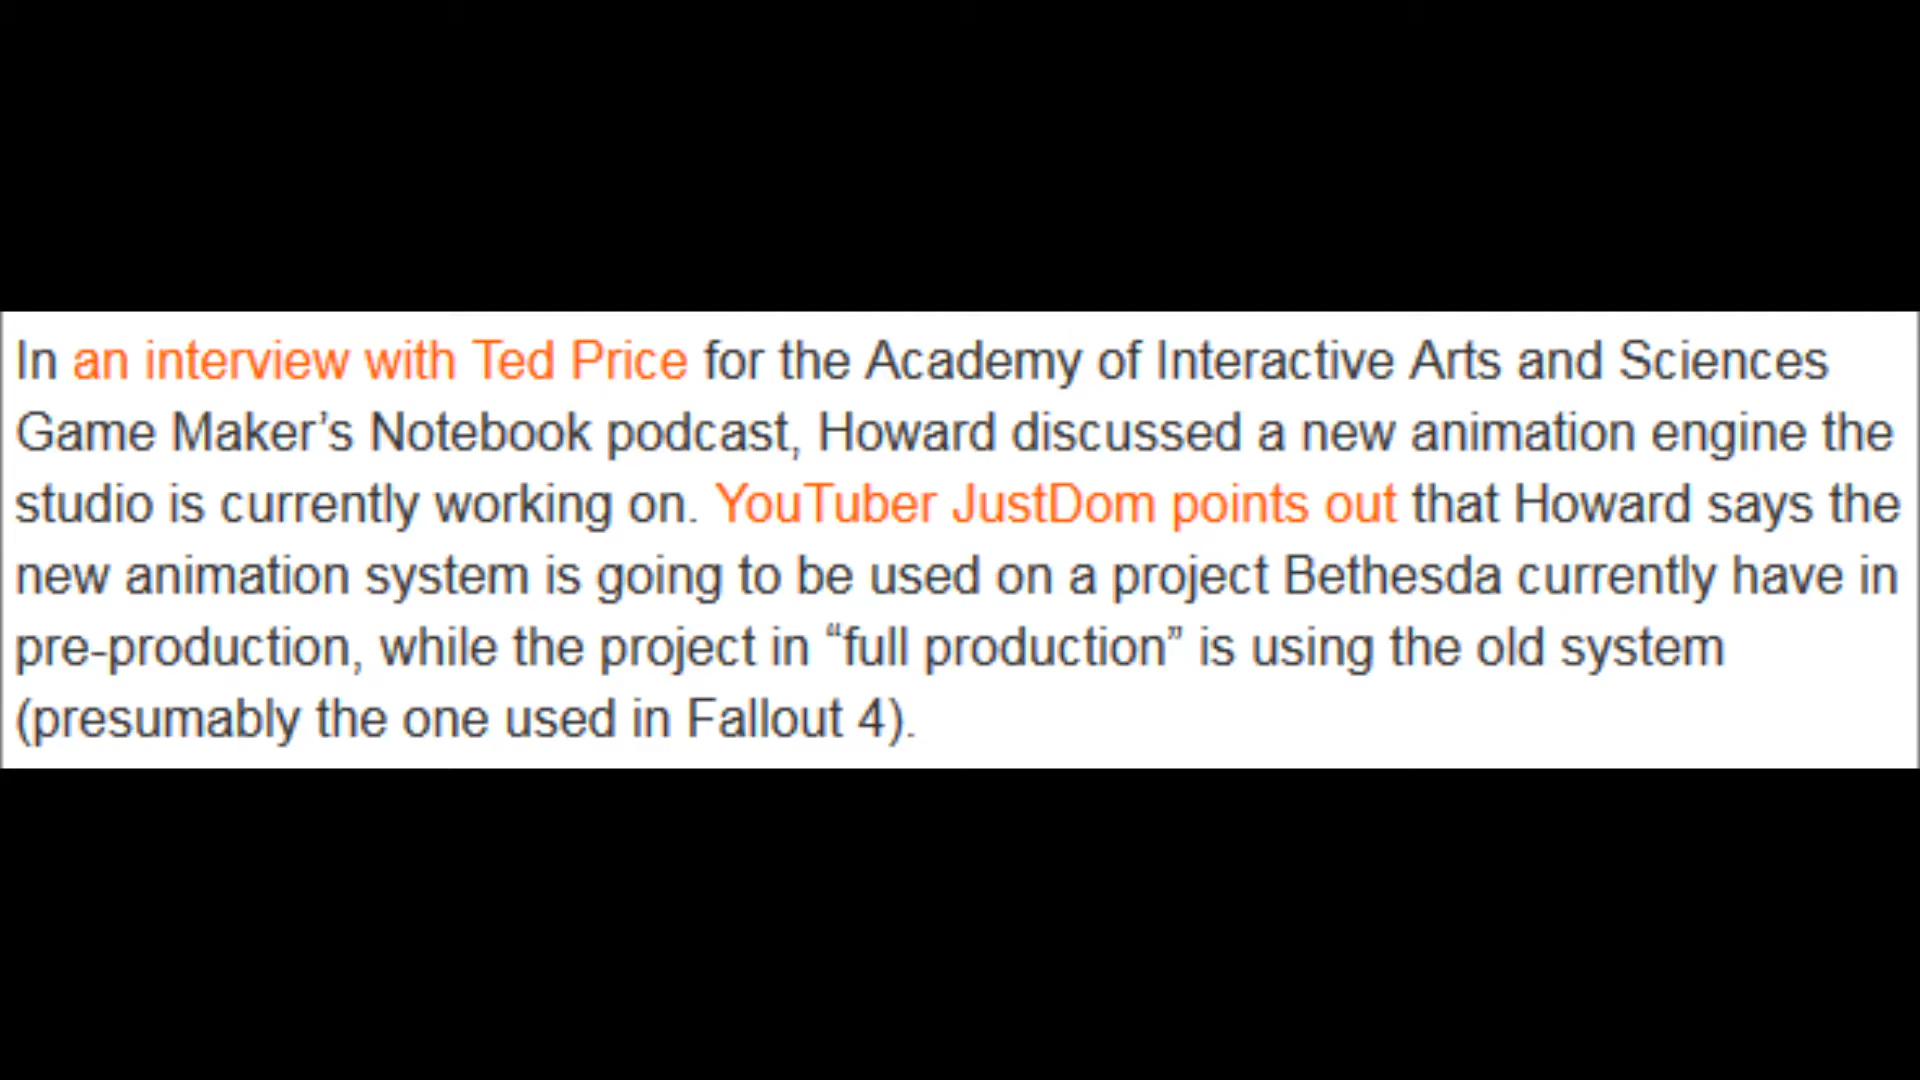 In an interview with Ted Price for the Academy of Interactive Arts and Sciences
Game Maker’s Notebook podcast, Howard discussed a new animation engine the
studio is currently working on. YouTuber JustDom points out that Howard says the
new animation system is going to be used on a project Bethesda currently have in
pre-production, while the project in “full production” is using the old system
(presumably the one used in Fallout 4).